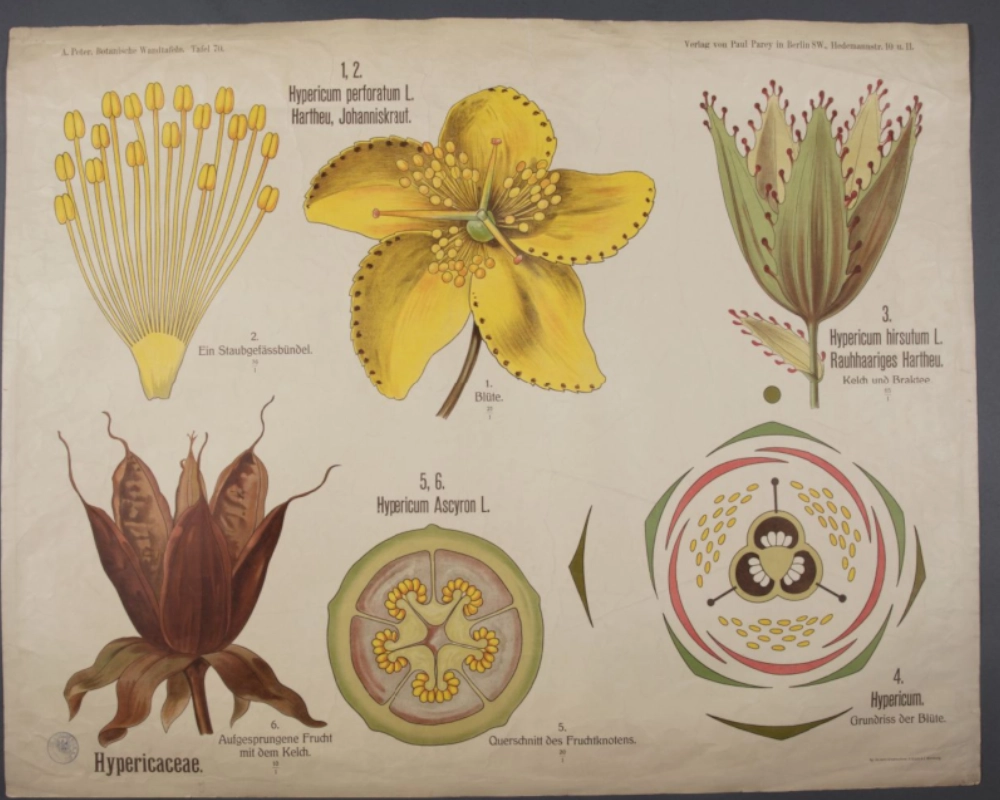 A. Peter, Botanische Wandtafeln. Tafel 70.
Verlag von Paul Parey in Berlin SW., Hedemannstr. 10 u. 11.
1, 2.
Hypericum perforatum L.
Hartheu, Johanniskraut.
2.
Ein Staubgefässbündel.
1.
Blüte.
3.
Hypericum hirsutum L.
Rauhhaariges Hartheu.
Kelch und Braktee
5, 6.
Hypericum Ascyron L.
4.
Hypericum.
Grundriss der Blüte.
6.
Aufgesprungene Frucht
mit dem Kelch.
5.
Querschnitt des Fruchtknotens.
Hypericaceae.